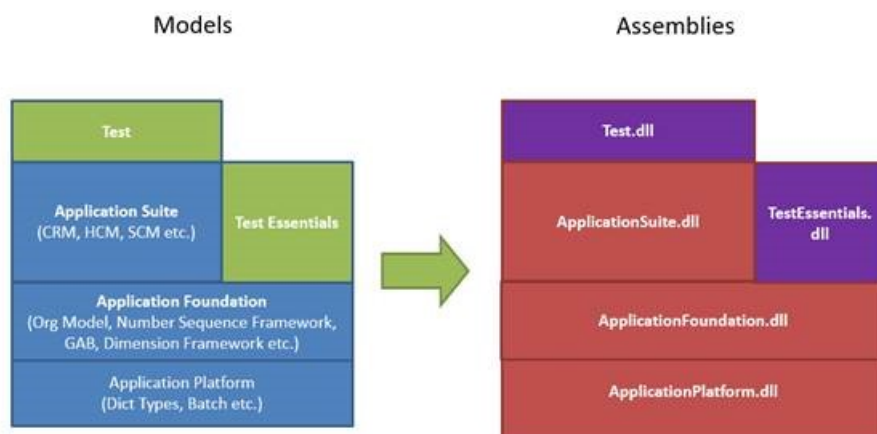 Models
Assemblies
Test
Application Suite
(CRM, HCM, SCM etc.)
Test Essentials
Application Foundation
(Org Model, Number Sequence Framework,
GAB, Dimension Framework etc.)
Application Platform
(Dict Types, Batch etc.)
Test.dll
ApplicationSuite.dll
TestEssentials.
dll
ApplicationFoundation.dll
ApplicationPlatform.dll